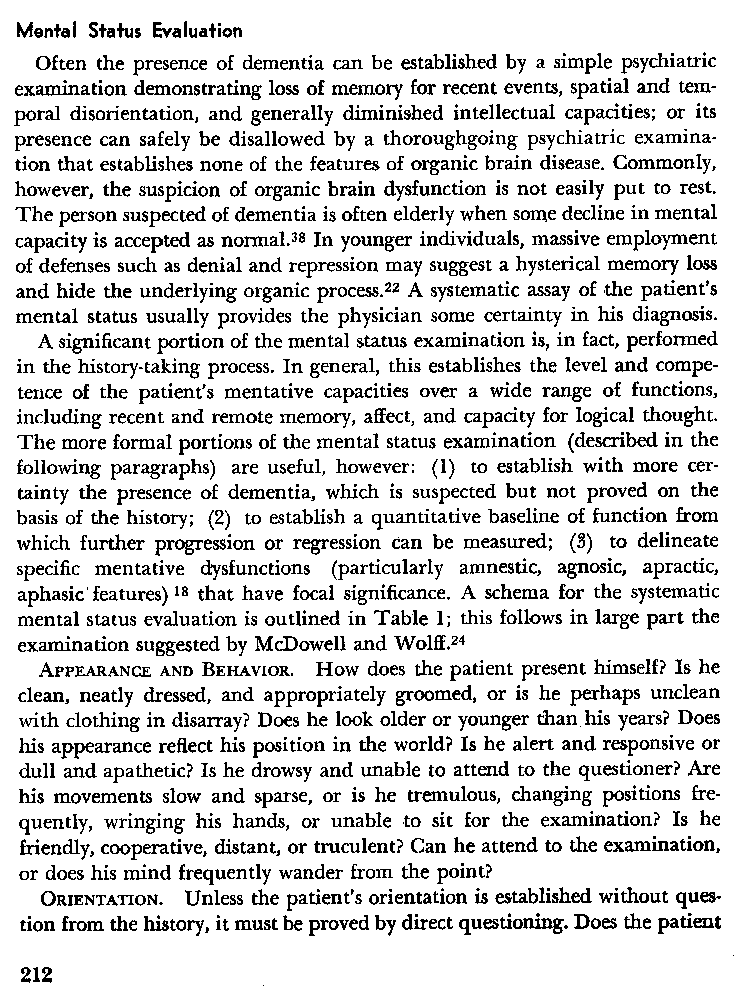 Mental Status Evaluation
Often the presence of dementia can be established by a simple psychiatric
examination demonstrating loss of memory for recent events, spatial and tem-
poral disorientation, and generally diminished intellectual capacities; or its
presence can safely be disallowed by a thoroughgoing psychiatric examina-
tion that establishes none of the features of organic brain disease. Commonly,
however, the suspicion of organic brain dysfunction is not easily put to rest.
The person suspected of dementia is often elderly when some decline in mental
capacity is accepted as normal.38 In younger individuals, massive employment
of defenses such as denial and repression may suggest a hysterical memory loss
and hide the underlying organic process.22 A systematic assay of the patient's
mental status usually provides the physician some certainty in his diagnosis.
A significant portion of the mental status examination is, in fact, performed
in the history-taking process. In general, this establishes the level and compe-
tence of the patient's mentative capacities over a wide range of functions,
including recent and remote memory, affect, and capacity for logical thought.
The more formal portions of the mental status examination (described in the
following paragraphs) are useful, however: (1) to establish with more cer-
tainty the presence of dementia, which is suspected but not proved on the
basis of the history; (2) to establish a quantitative baseline of function from
which further progression or regression can be measured; (3) to delineate
specific mentative dysfunctions (particularly amnestic, agnosic, apractic,
aphasic features) 18 that have focal significance. A schema for the systematic
mental status evaluation is outlined in Table 1; this follows in large part the
examination suggested by McDowell and Wolff.24
APPEARANCE AND BEHAVIOR. How does the patient present himself? Is he
clean, neatly dressed, and appropriately groomed, or is he perhaps unclean
with clothing in disarray? Does he look older or younger than his years? Does
his appearance reflect his position in the world? Is he alert and responsive or
dull and apathetic? Is he drowsy and unable to attend to the questioner? Are
his movements slow and sparse, or is he tremulous, changing positions fre-
quently, wringing his hands, or unable to sit for the examination? Is he
friendly, cooperative, distant, or truculent? Can he attend to the examination,
or does his mind frequently wander from the point?
ORIENTATION. Unless the patient's orientation is established without ques-
tion from the history, it must be proved by direct questioning. Does the patient
212